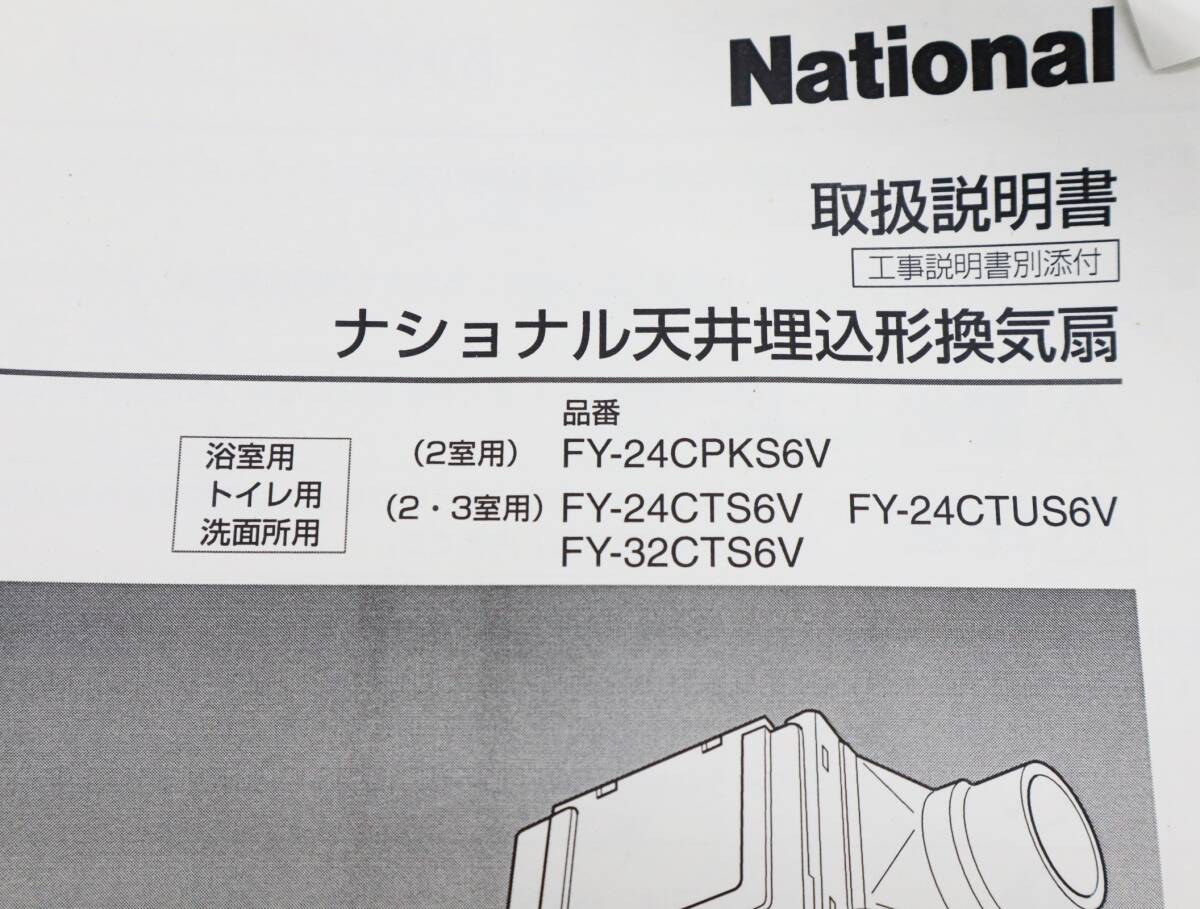 National
取扱説明書
工事説明書別添付
ナショナル天井埋込形換気扇
品番
浴室用
トイレ用
洗面所用
(2室用) FY-24CPKS6V
(2・3室用) FY-24CTS6V FY-24CTUS6V
FY-32CTS6V